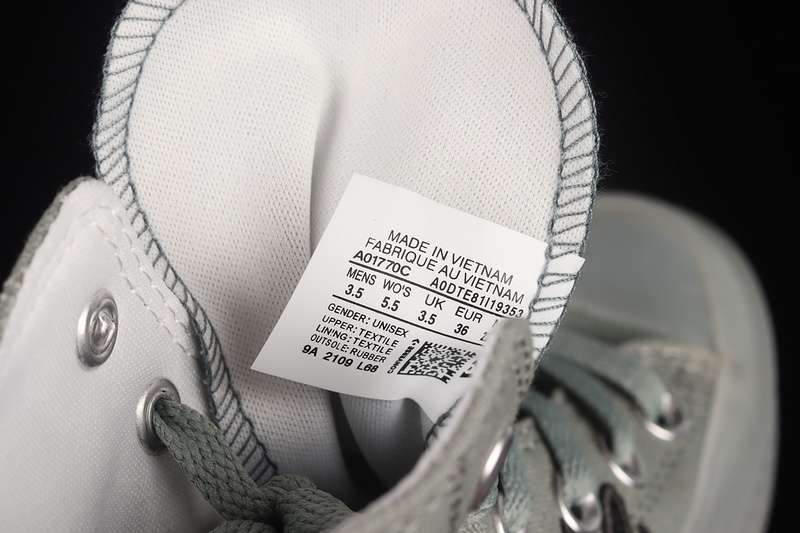 MADE IN VIETNAM
FABRIQUE AU VIETNAM
A01770C A0DTE81I19353
MENS WO'S UK EUR
3.5 5.5 3.5 36
GENDER: UNISEX
UPPER: TEXTILE
LINING: TEXTILE
OUTSOLE: RUBBER
9A 2109 L68